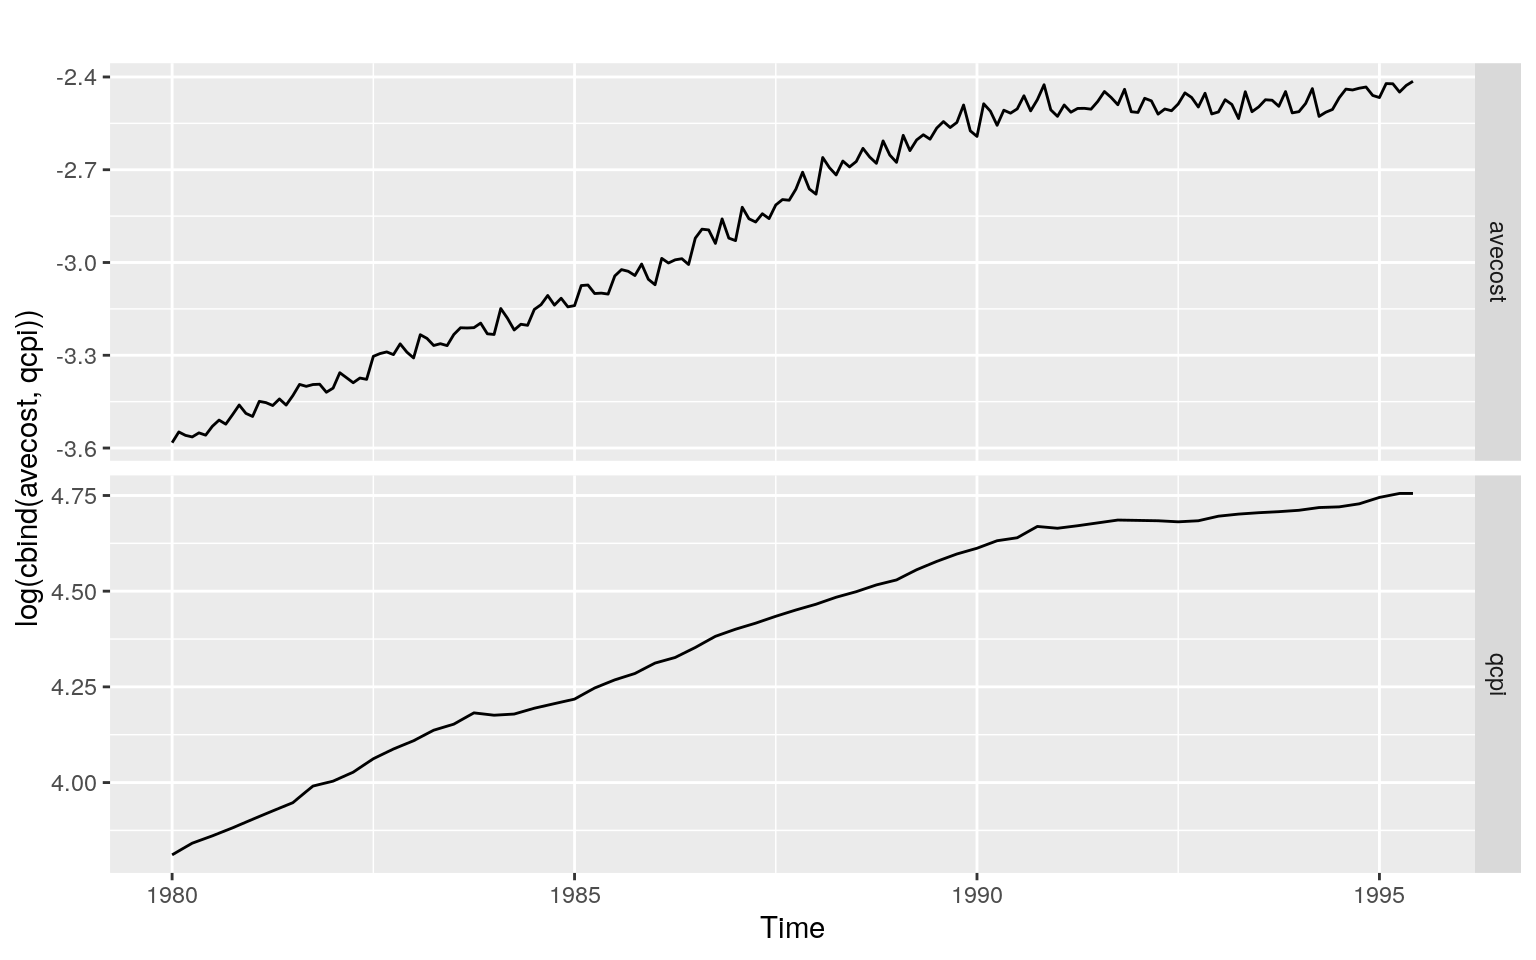 log(cbind(avecost, qcpi))
-2.4
-2.7
-3.0
-3.3
-3.6
avecost
4.75
4.50
4.25
4.00
qcpi
1980 1985 1990 1995
Time